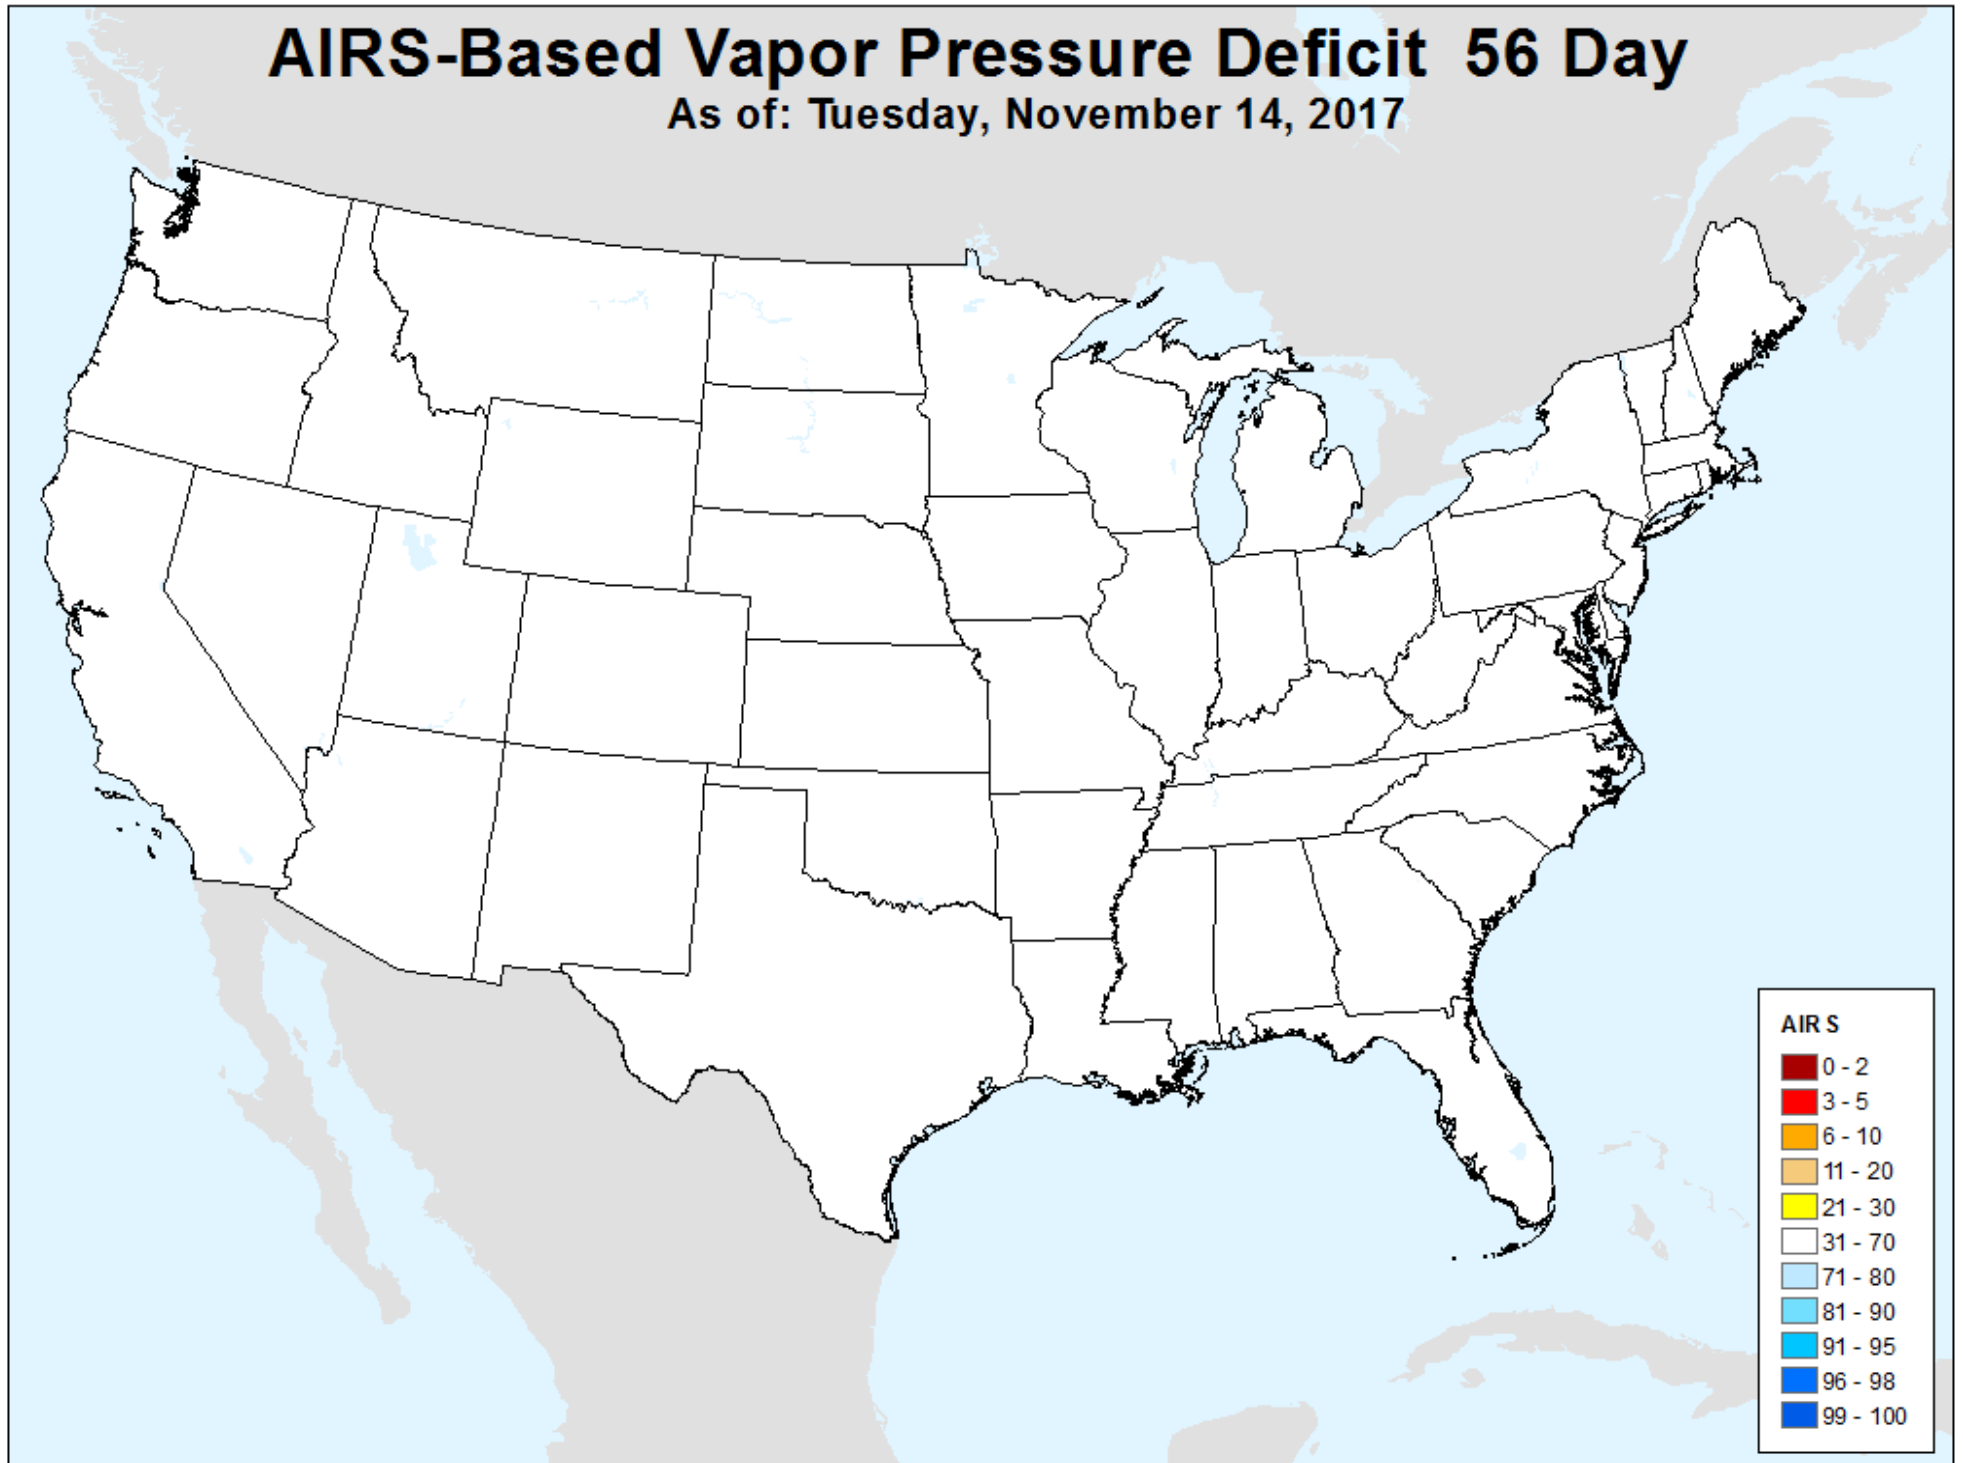 AIRS-Based Vapor Pressure Deficit 56 Day
As of: Tuesday, November 14, 2017
AIRS
0 - 2
3 - 5
6 - 10
11 - 20
21 - 30
31 - 70
71 - 80
81 - 90
91 - 95
96 - 98
99 - 100